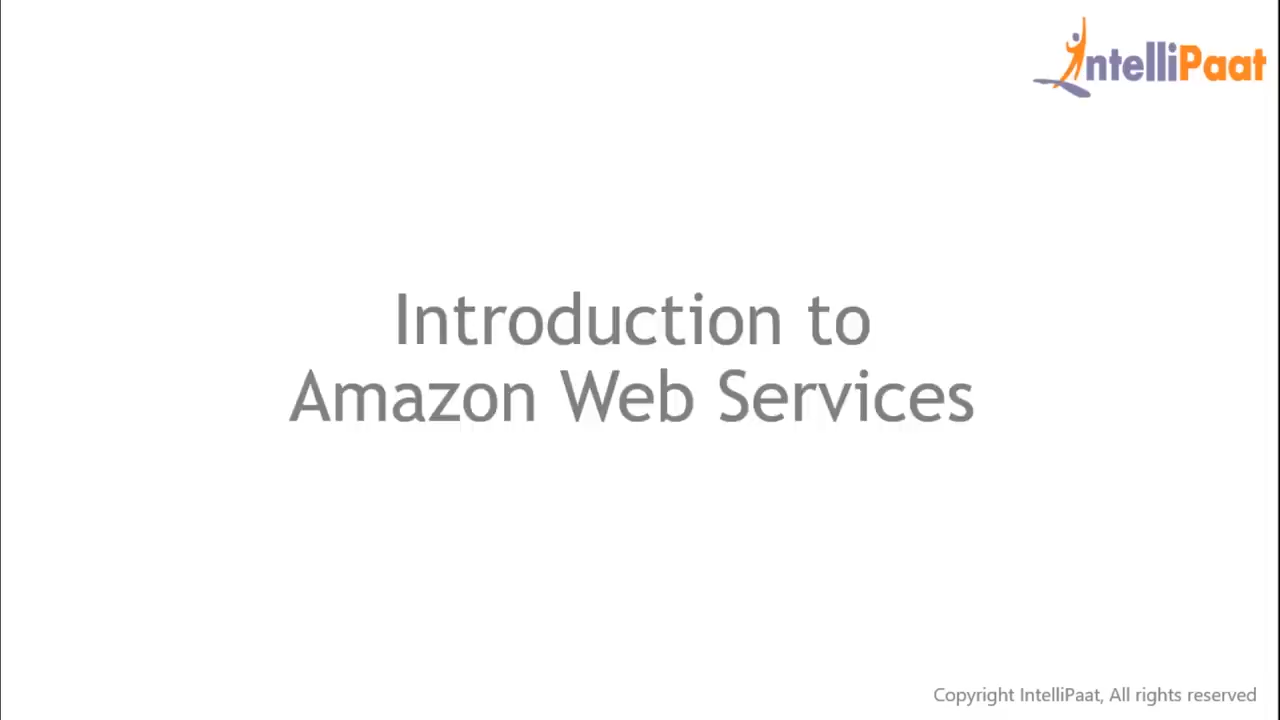 IntelliPaat
Introduction to
Amazon Web Services
Copyright IntelliPaat, All rights reserved